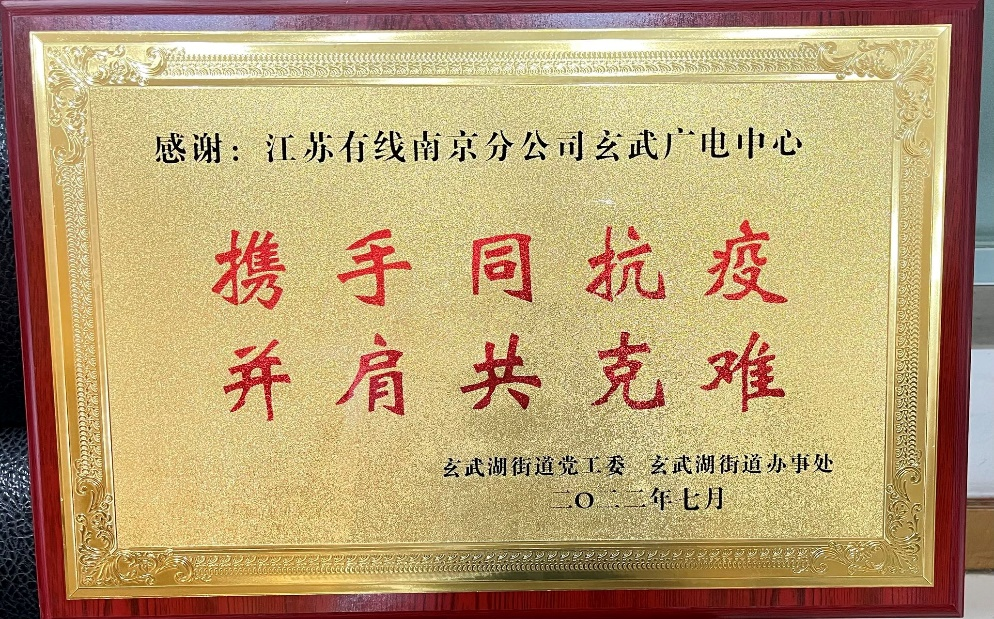 感谢：江苏有线南京分公司玄武广电中心
携手同抗疫
并肩共克难
玄武湖街道党工委 玄武湖街道办事处
二〇二二年七月